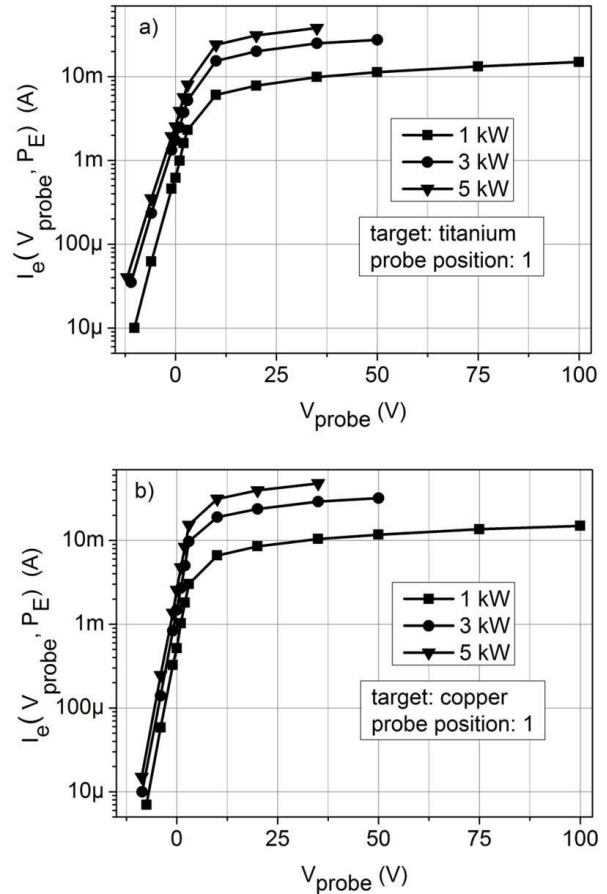 a)
I_e(V_probe, P_E) (A)
10m
1m
100µ
10µ
1 kW
3 kW
5 kW
target: titanium
probe position: 1
0 25 50 75 100
V_probe (V)
b)
I_e(V_probe, P_E) (A)
10m
1m
100µ
10µ
1 kW
3 kW
5 kW
target: copper
probe position: 1
0 25 50 75 100
V_probe (V)